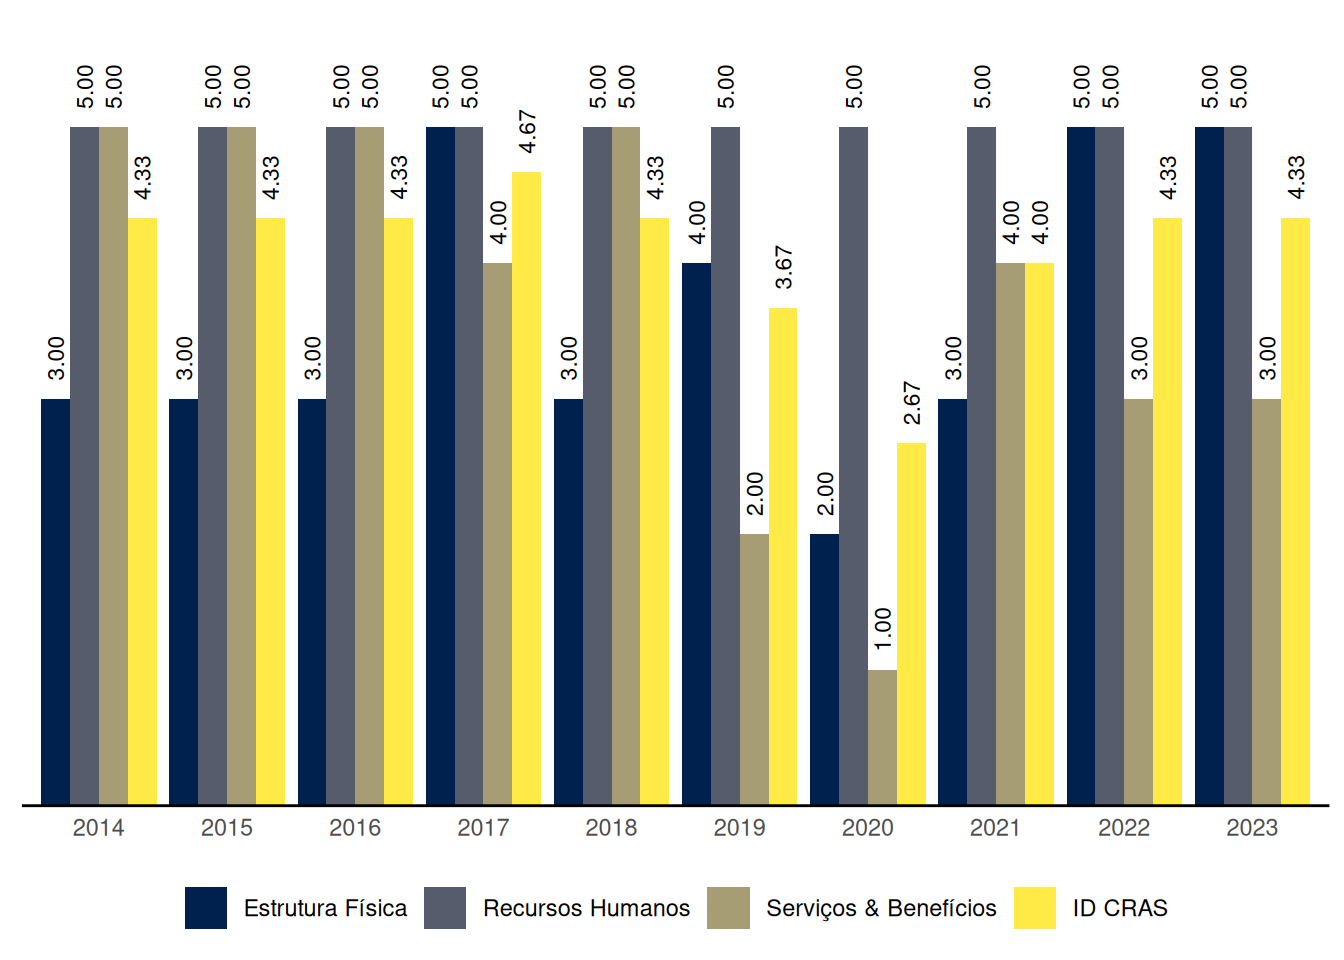 5.00 5.00 5.00 5.00 5.00 5.00 5.00 5.00 5.00 5.00 5.00 5.00 5.00 5.00 5.00 5.00 5.00
4.67
4.33 4.33 4.33 4.33 4.33 4.33
4.00 4.00 4.00 4.00
3.67
3.00 3.00 3.00 3.00 3.00 3.00 3.00
2.67
2.00 2.00
1.00
2014 2015 2016 2017 2018 2019 2020 2021 2022 2023
Estrutura Física Recursos Humanos Serviços & Benefícios ID CRAS